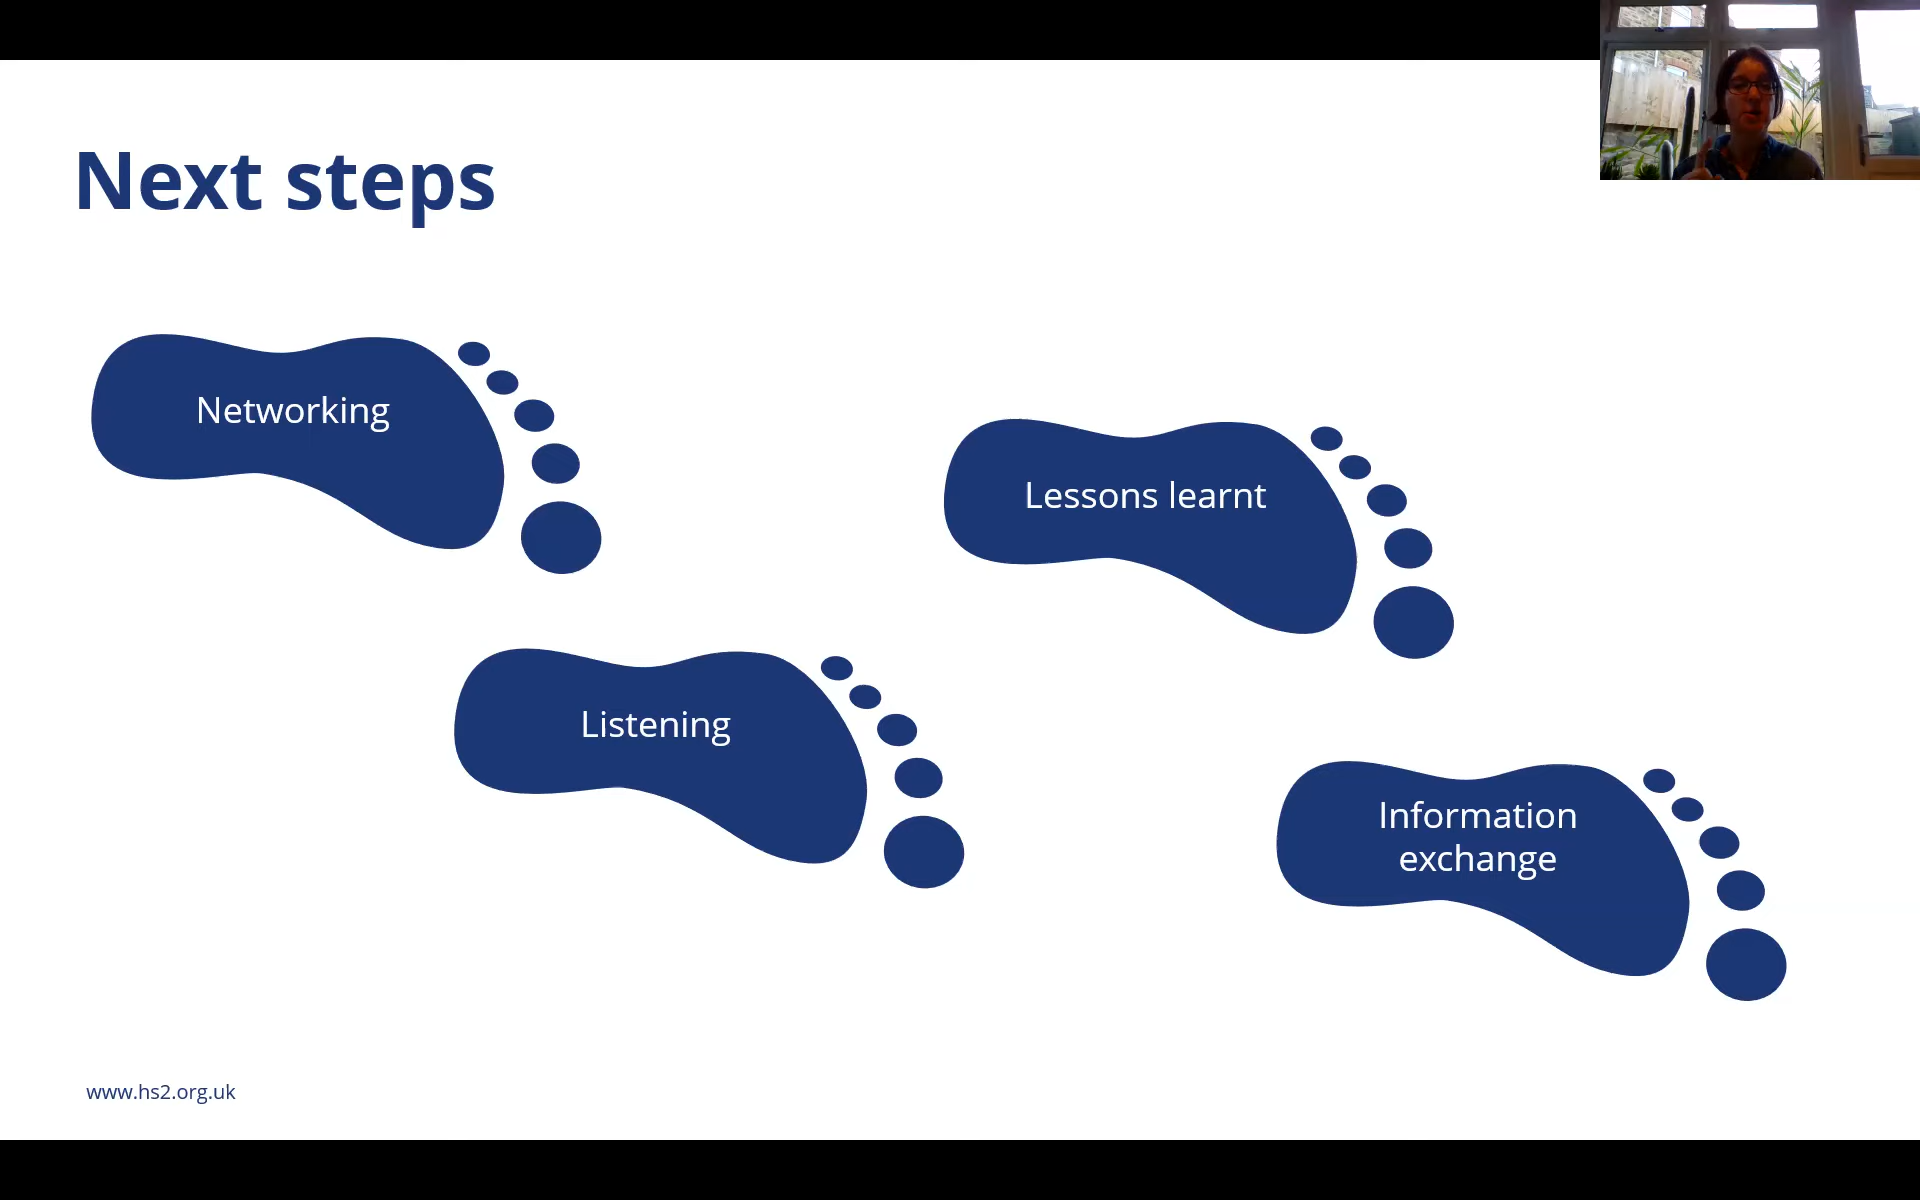 Next steps
Networking
Listening
Lessons learnt
Information
exchange
www.hs2.org.uk